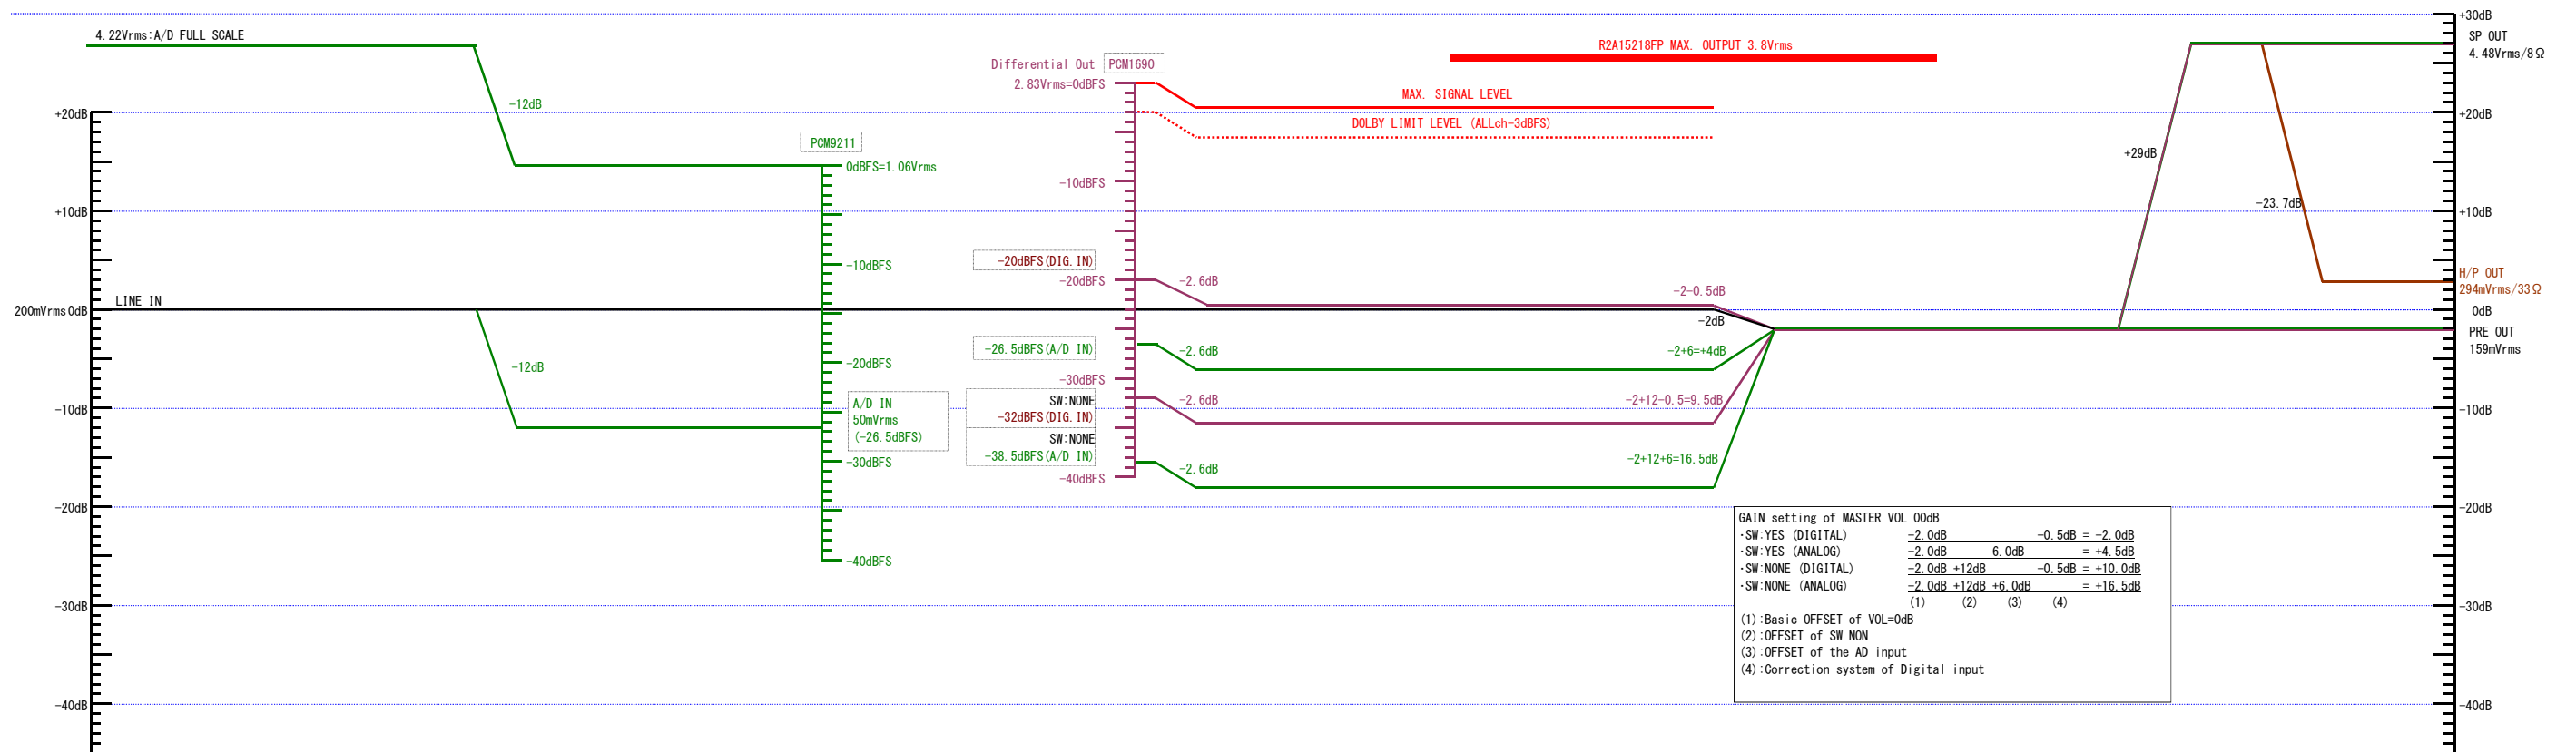 4.22Vrms:A/D FULL SCALE
-12dB
PCM9211
0dBFS=1.06Vrms
-10dBFS
-20dBFS
-30dBFS
-40dBFS
+20dB
+10dB
200mVrms 0dB
-10dB
-20dB
-30dB
-40dB
LINE IN
-12dB
A/D IN
50mVrms
(-26.5dBFS)
Differential Out
PCM1690
2.83Vrms=0dBFS
-10dBFS
-20dBFS(DIG.IN)
-20dBFS
-26.5dBFS(A/D IN)
-30dBFS
SW:NONE
-32dBFS(DIG.IN)
SW:NONE
-38.5dBFS(A/D IN)
-40dBFS
-2.6dB
-2.6dB
-2.6dB
-2.6dB
R2A15218FP MAX. OUTPUT 3.8Vrms
MAX. SIGNAL LEVEL
DOLBY LIMIT LEVEL (ALLch-3dBFS)
-2-0.5dB
-2dB
-2+6=+4dB
-2+12-0.5=9.5dB
-2+12+6=16.5dB
+29dB
-23.7dB
+30dB
SP OUT
4.48Vrms/8Ω
+20dB
+10dB
H/P OUT
294mVrms/33Ω
0dB
PRE OUT
159mVrms
-10dB
-20dB
-30dB
-40dB
GAIN setting of MASTER VOL 00dB
·SW:YES (DIGITAL) -2.0dB -0.5dB = -2.0dB
·SW:YES (ANALOG) -2.0dB 6.0dB = +4.5dB
·SW:NONE (DIGITAL) -2.0dB +12dB -0.5dB = +10.0dB
·SW:NONE (ANALOG) -2.0dB +12dB +6.0dB = +16.5dB
(1) (2) (3) (4)
(1):Basic OFFSET of VOL=0dB
(2):OFFSET of SW NON
(3):OFFSET of the AD input
(4):Correction system of Digital input